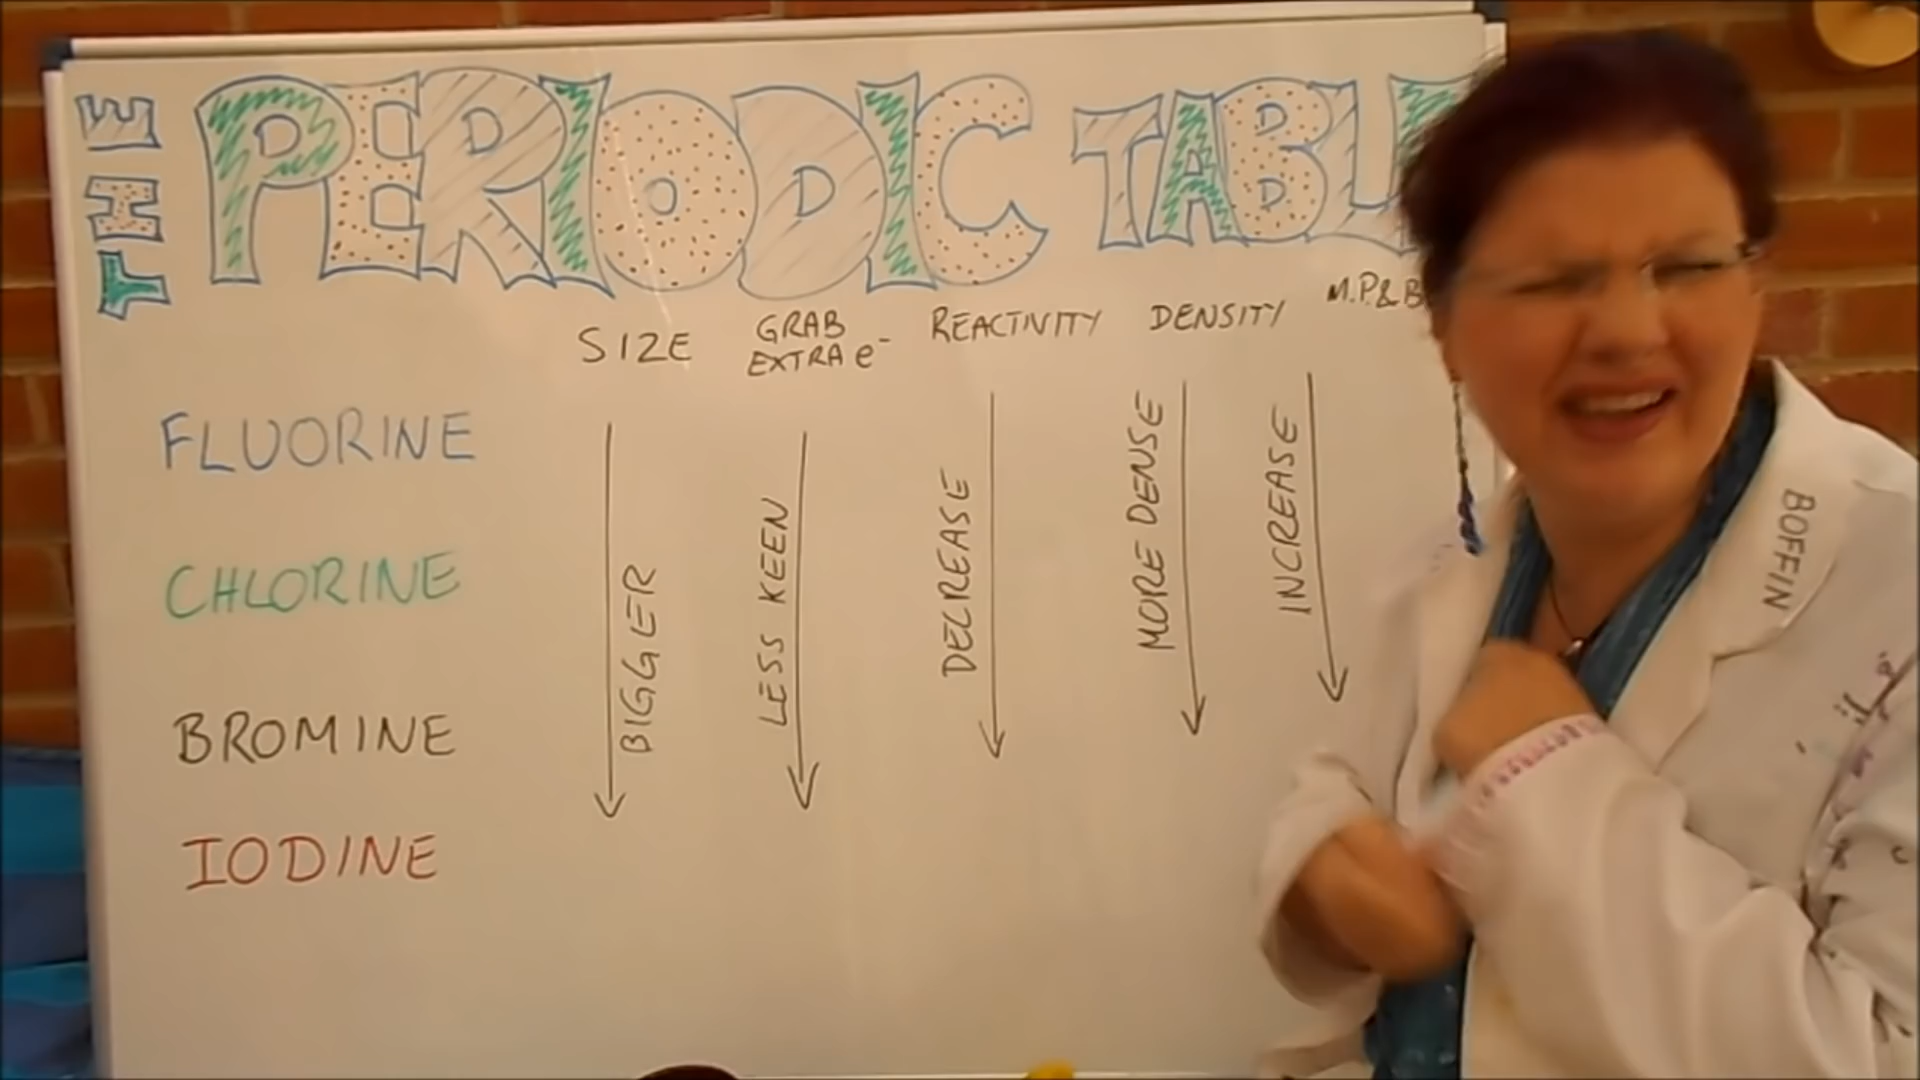 THE PERIODIC TABL
SIZE
GRAB
EXTRA e⁻
REACTIVITY
DENSITY
M.P.& B
FLUORINE
CHLORINE
BROMINE
IODINE
BIGGER
LESS KEEN
DECREASE
MORE DENSE
INCREASE
BOFFIN